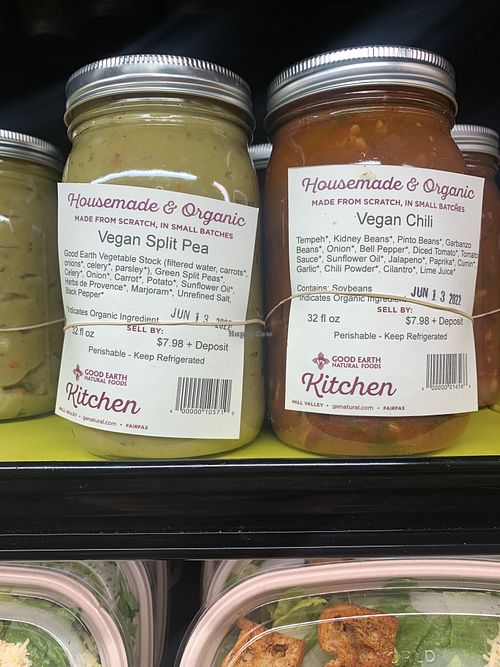 Housemade & Organic
MADE FROM SCRATCH, IN SMALL BATCHES
Vegan Split Pea
Good Earth Vegetable Stock (filtered water, carrots*,
onions*, celery*, parsley*), Green Split Peas*,
Celery*, Onion*, Carrot*, Potato*, Sunflower Oil*,
Herbs de Provence*, Marjoram*, Unrefined Salt,
Black Pepper*
*Indicates Organic Ingredient
JUN 13 2022
SELL BY:
32 fl oz
$7.98 + Deposit
Perishable - Keep Refrigerated
GOOD EARTH
NATURAL FOODS
Kitchen
MILL VALLEY • genatural.com • FAIRFAX
4 00000 10571 0
Housemade & Organic
MADE FROM SCRATCH, IN SMALL BATCHES
Vegan Chili
Tempeh*, Kidney Beans*, Pinto Beans*, Garbanzo
Beans*, Onion*, Bell Pepper*, Diced Tomato*, Tomato
Sauce*, Sunflower Oil*, Jalapeño*, Paprika*, Cumin*,
Garlic*, Chili Powder*, Cilantro*, Lime Juice*
Contains: Soybeans
*Indicates Organic Ingredient
JUN 13 2022
SELL BY:
32 fl oz
$7.98 + Deposit
Perishable - Keep Refrigerated
GOOD EARTH
NATURAL FOODS
Kitchen
MILL VALLEY • genatural.com • FAIRFAX
HappyCow